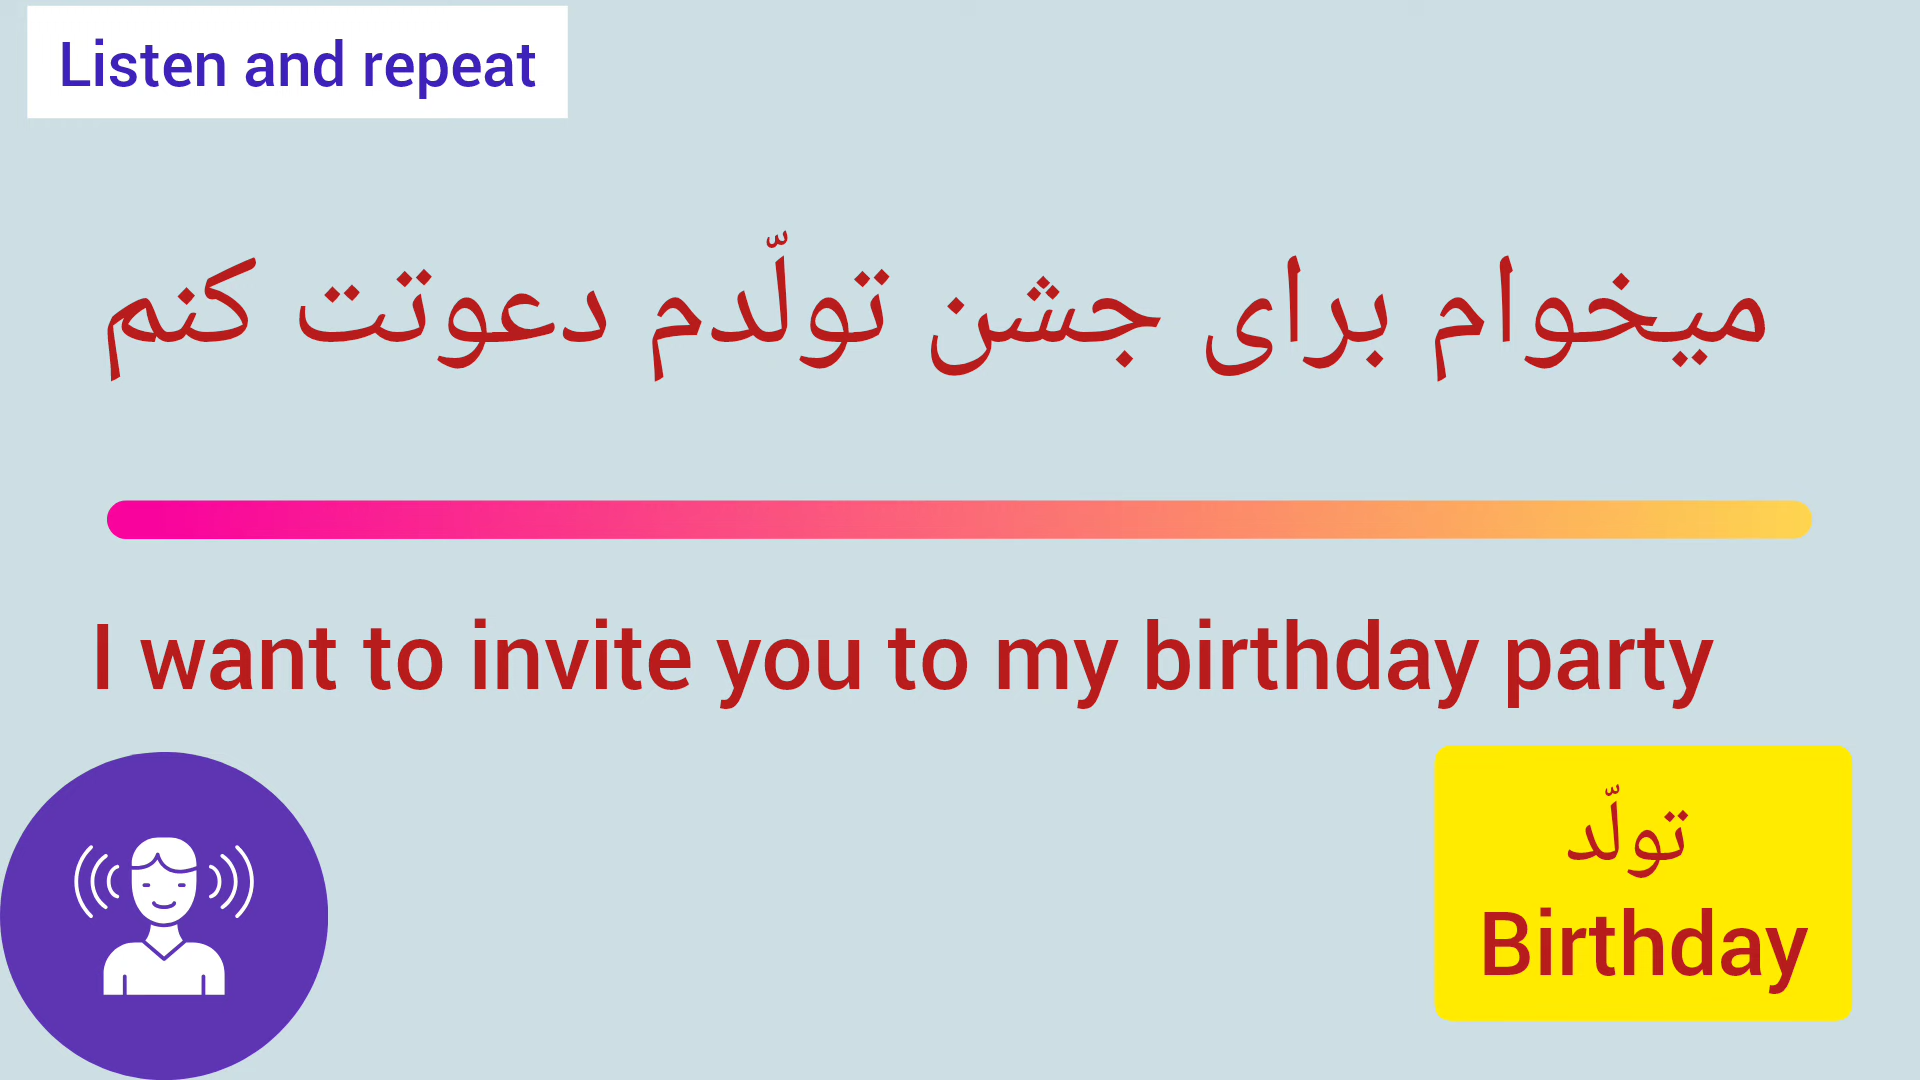 Listen and repeat
میخوام برای جشن تولّدم دعوتت کنم
I want to invite you to my birthday party
تولّد
Birthday